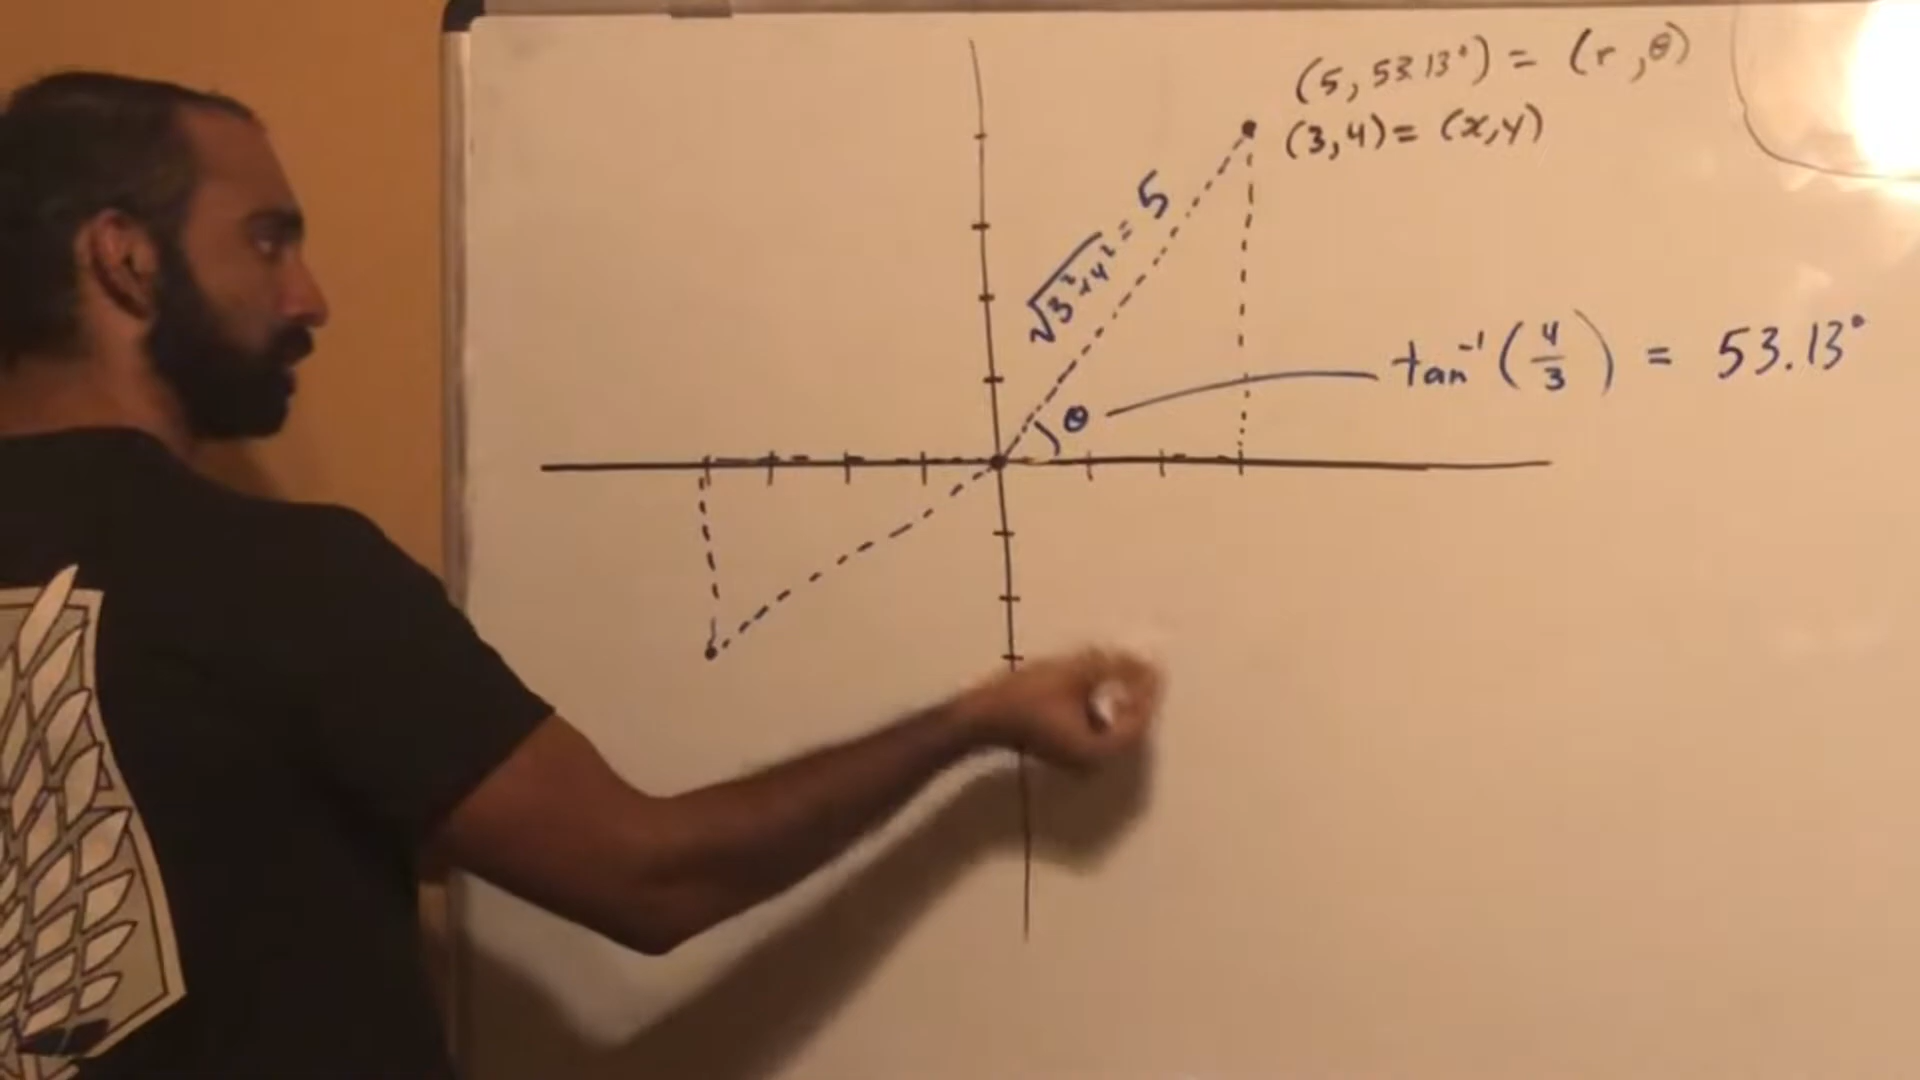 (5, 53.13°) = (r, θ)
(3,4) = (x,y)
√3²+4² = 5
θ
tan⁻¹(4/3) = 53.13°